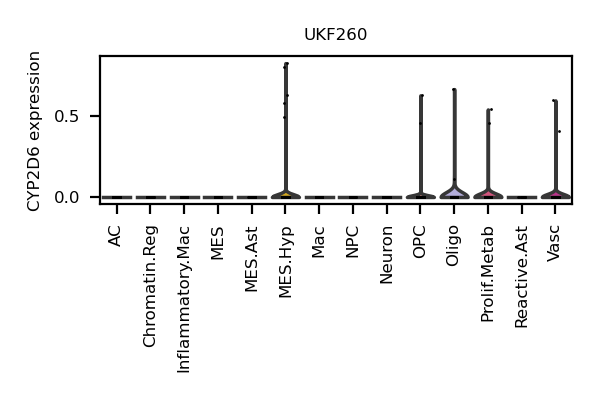 UKF260
CYP2D6 expression
0.5
0.0
AC
Chromatin.Reg
Inflammatory.Mac
MES
MES.Ast
MES.Hyp
Mac
NPC
Neuron
OPC
Oligo
Prolif.Metab
Reactive.Ast
Vasc